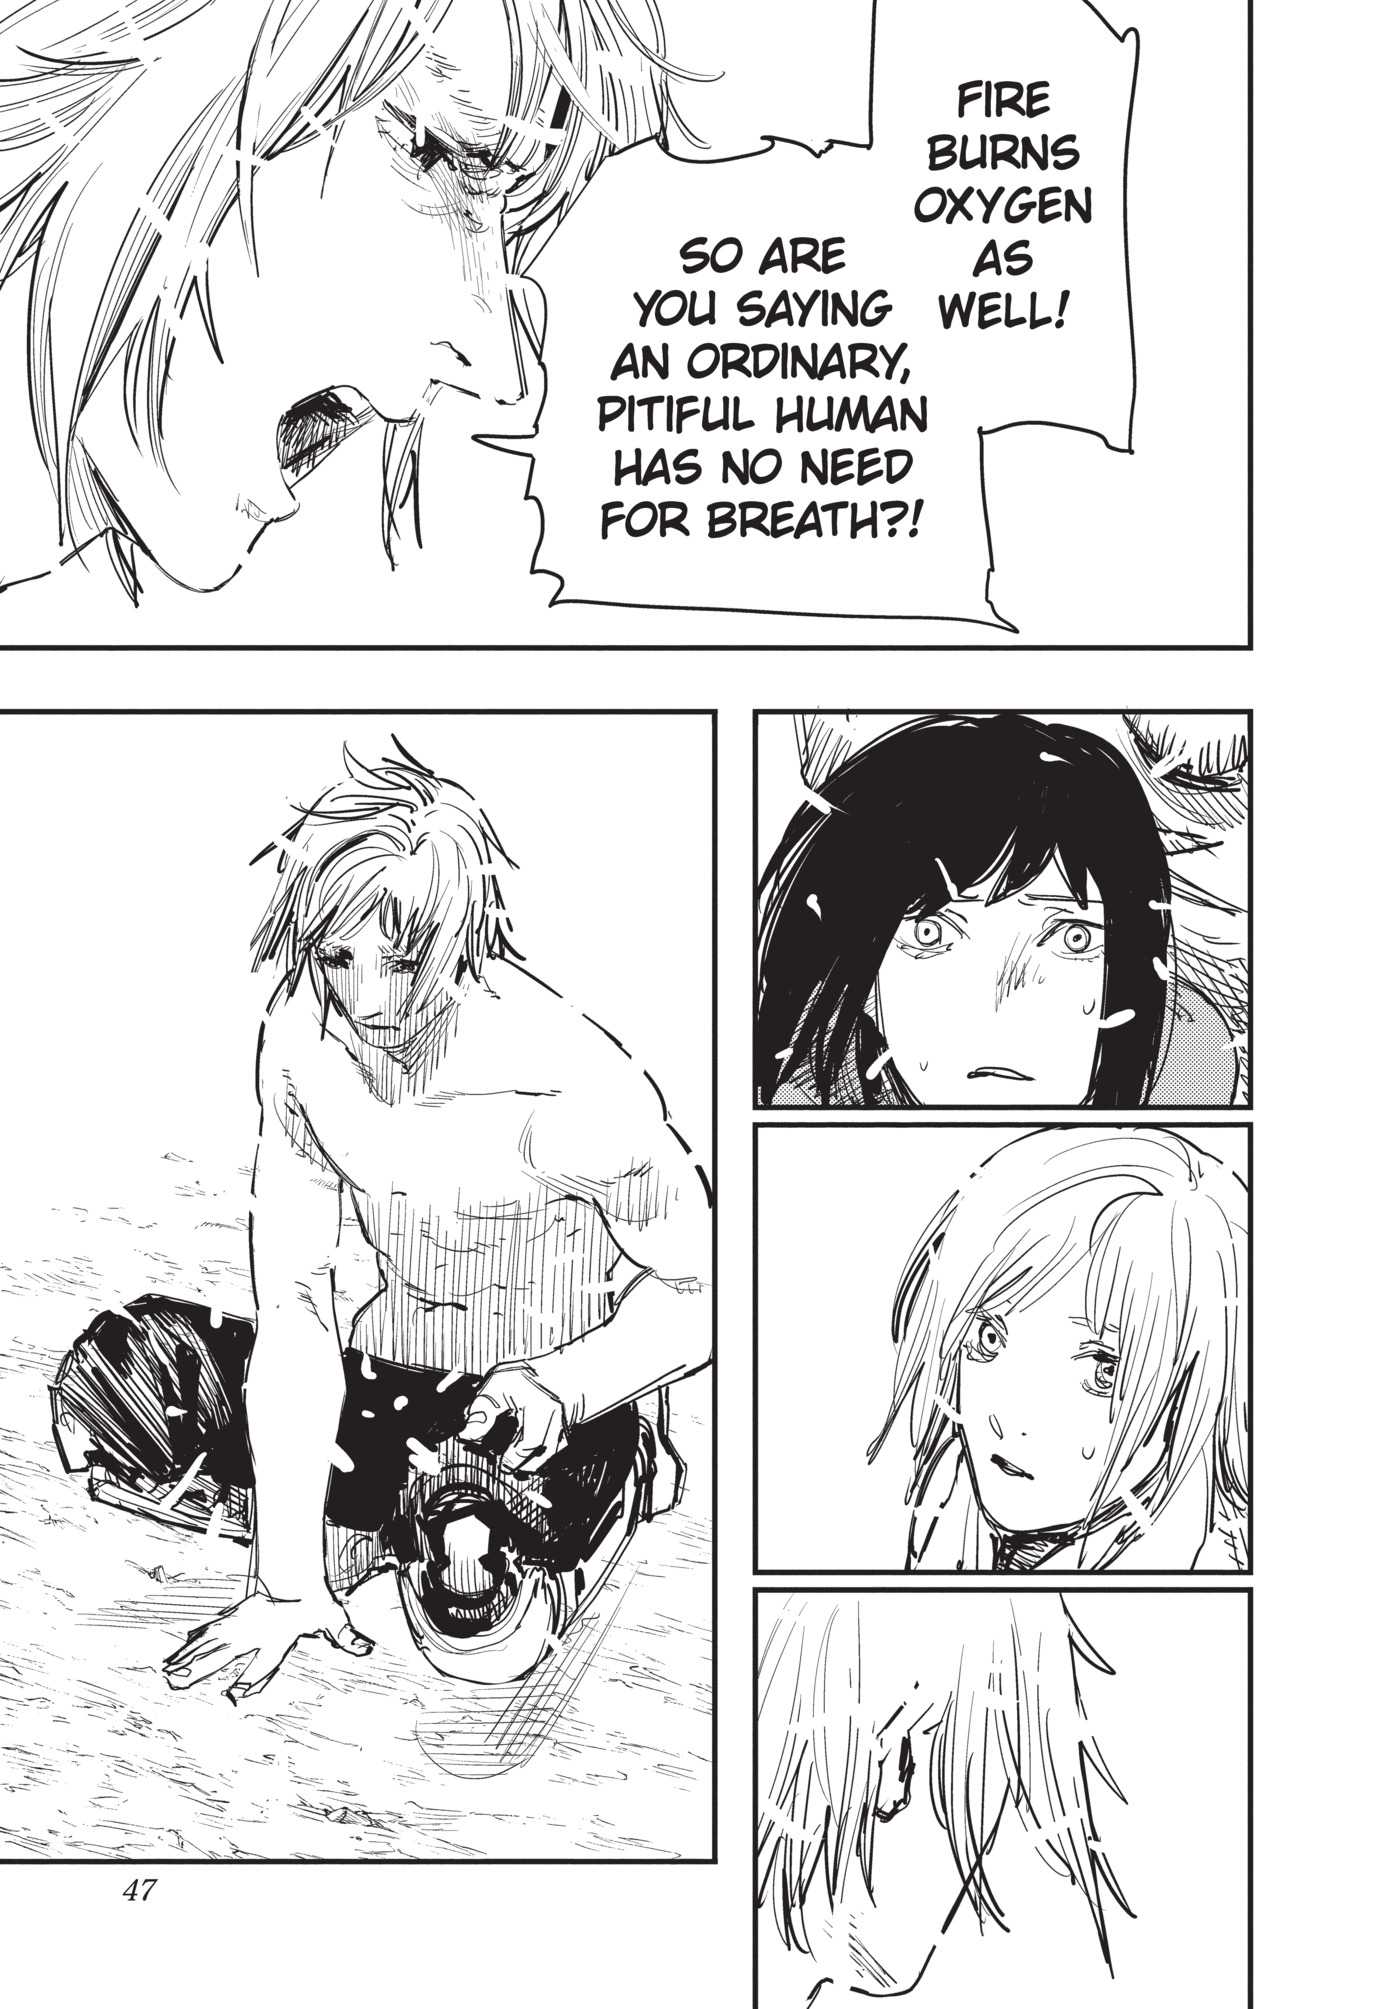 FIRE
BURNS
OXYGEN
AS
WELL!
SO ARE
YOU SAYING
AN ORDINARY,
PITIFUL HUMAN
HAS NO NEED
FOR BREATH?!
47